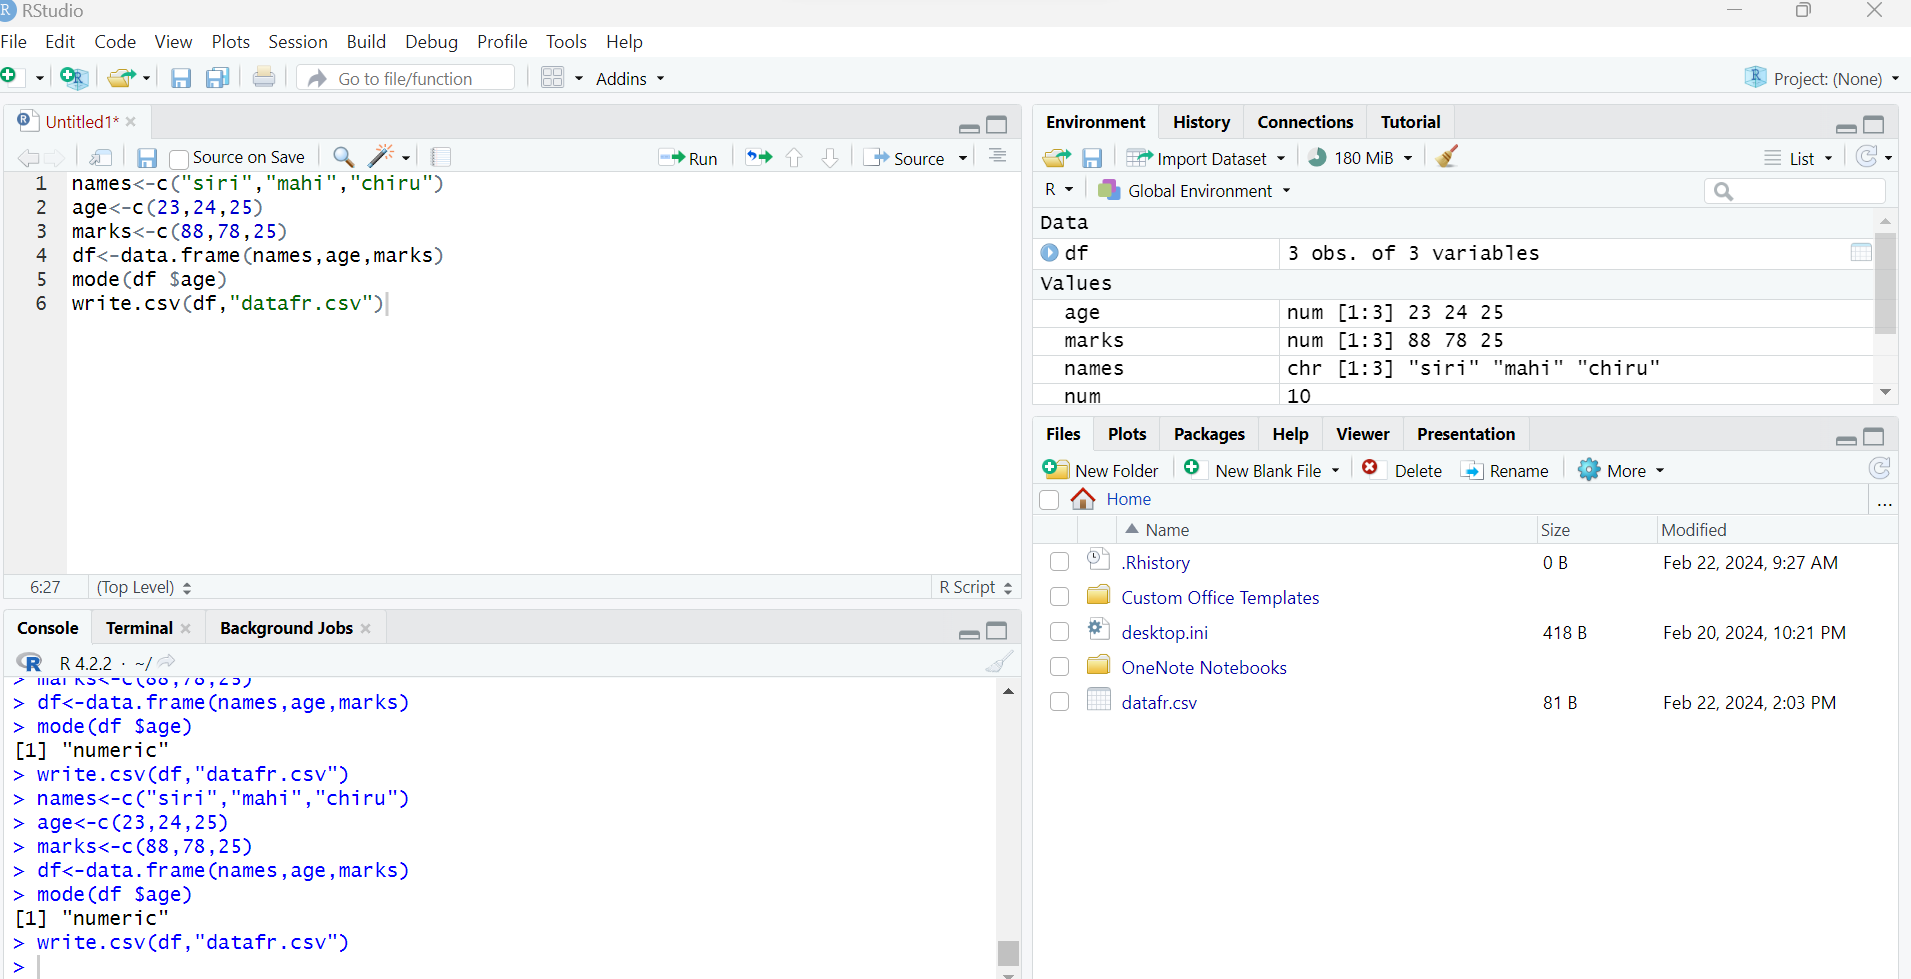 RStudio
File Edit Code View Plots Session Build Debug Profile Tools Help
Go to file/function Addins Project: (None)
Untitled1*
Source on Save Run Source
1 names<-c("siri","mahi","chiru")
2 age<-c(23,24,25)
3 marks<-c(88,78,25)
4 df<-data.frame(names,age,marks)
5 mode(df $age)
6 write.csv(df,"datafr.csv")
6:27 (Top Level) R Script
Console Terminal Background Jobs
R 4.2.2 · ~/
> marks<-c(88,78,25)
> df<-data.frame(names,age,marks)
> mode(df $age)
[1] "numeric"
> write.csv(df,"datafr.csv")
> names<-c("siri","mahi","chiru")
> age<-c(23,24,25)
> marks<-c(88,78,25)
> df<-data.frame(names,age,marks)
> mode(df $age)
[1] "numeric"
> write.csv(df,"datafr.csv")
>
Environment History Connections Tutorial
Import Dataset 180 MiB List
R Global Environment
Data
df 3 obs. of 3 variables
Values
age num [1:3] 23 24 25
marks num [1:3] 88 78 25
names chr [1:3] "siri" "mahi" "chiru"
num 10
Files Plots Packages Help Viewer Presentation
New Folder New Blank File Delete Rename More
Home ...
Name Size Modified
.Rhistory 0 B Feb 22, 2024, 9:27 AM
Custom Office Templates
desktop.ini 418 B Feb 20, 2024, 10:21 PM
OneNote Notebooks
datafr.csv 81 B Feb 22, 2024, 2:03 PM